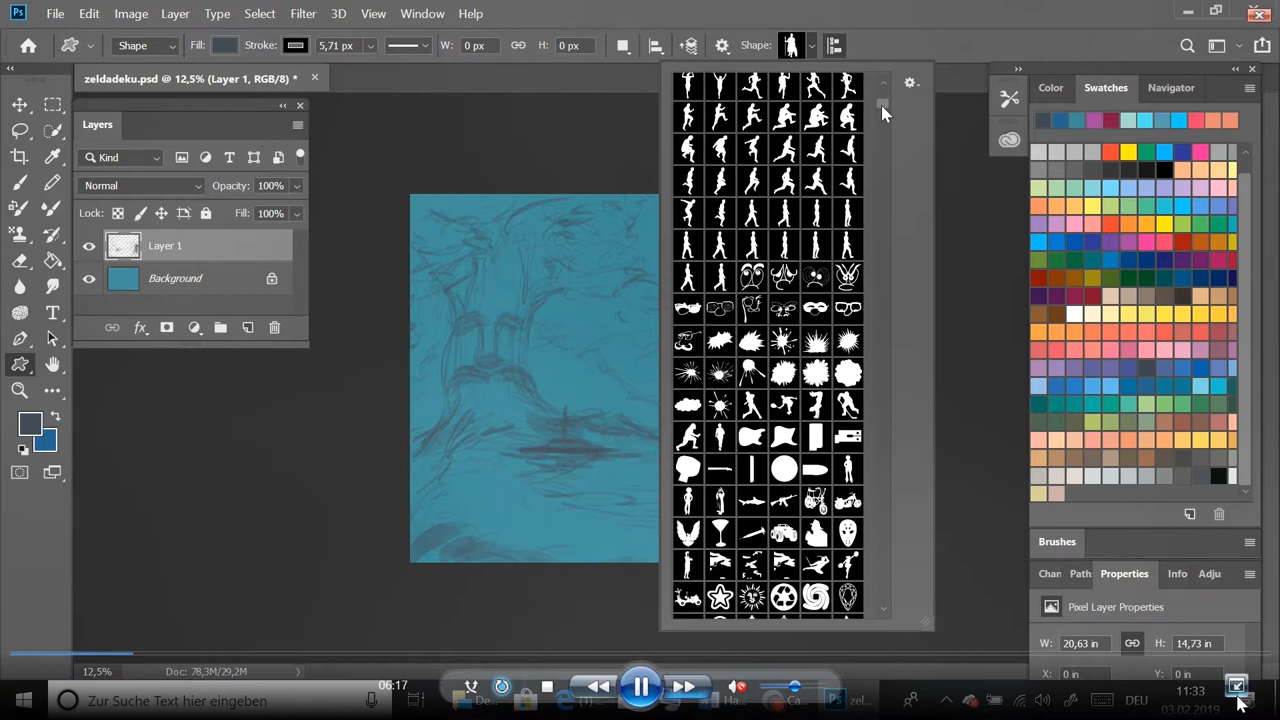 Ps File Edit Image Layer Type Select Filter 3D View Window Help
Shape Fill: Stroke: 5,71 px W: 0 px H: 0 px Shape:
zeldadeku.psd @ 12,5% (Layer 1, RGB/8) *
Layers
Kind
Normal Opacity: 100%
Lock: Fill: 100%
Layer 1
Background
fx
Color Swatches Navigator
Brushes
Chan Path Properties Info Adju
Pixel Layer Properties
W: 20,63 in H: 14,73 in
X: 0 in Y: 0 in
12,5% Doc: 78,3M/29,2M
06:17
Zur Suche Text hier eingeben
DEU
11:33
03.02.2019